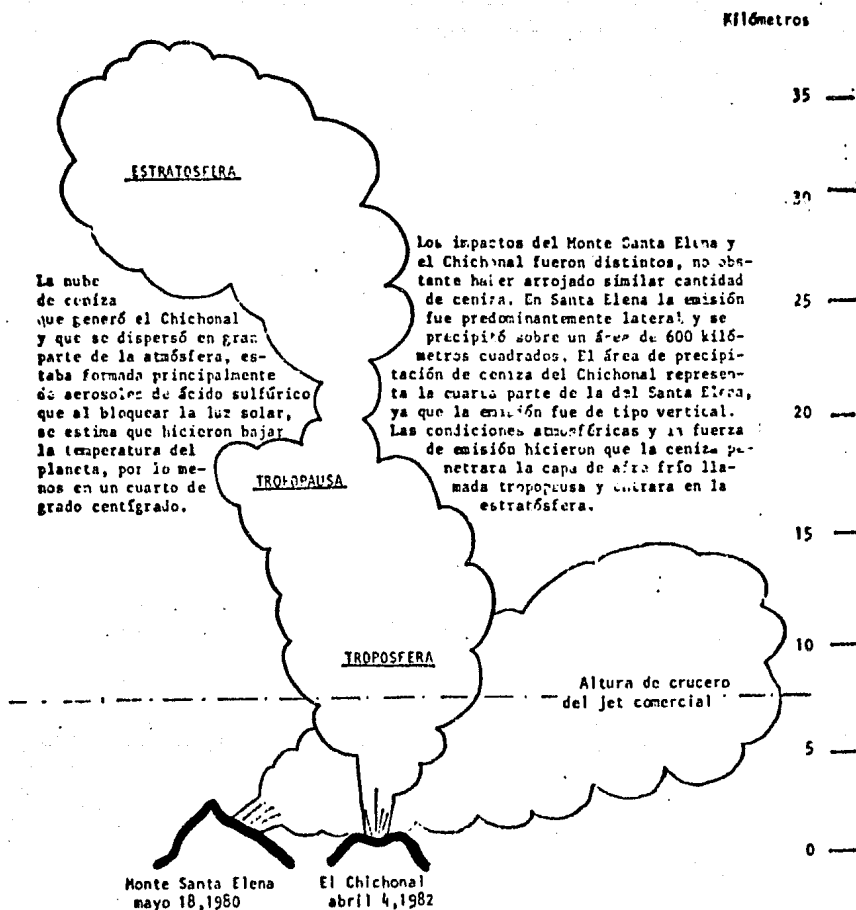 Kilómetros
35
30
25
20
15
10
5
0
ESTRATOSFERA
La nube
de ceniza
que generó el Chichonal
y que se dispersó en gran
parte de la atmósfera, es-
taba formada principalmente
de aerosoles de ácido sulfúrico
que al bloquear la luz solar,
se estima que hicieron bajar
la temperatura del
planeta, por lo me-
nos en un cuarto de
grado centígrado.
Los impactos del Monte Santa Elena y
el Chichonal fueron distintos, no obs-
tante haber arrojado similar cantidad
de ceniza. En Santa Elena la emisión
fue predominantemente lateral y se
precipitó sobre un área de 600 kiló-
metros cuadrados. El área de precipi-
tación de ceniza del Chichonal represen-
ta la cuarta parte de la del Santa Elena,
ya que la emisión fue de tipo vertical.
Las condiciones atmosféricas y la fuerza
de emisión hicieron que la ceniza pe-
netrara la capa de aire frío lla-
mada tropopausa y entrara en la
estratósfera.
TROPOPAUSA
TROPOSFERA
Altura de crucero
del jet comercial
Monte Santa Elena
mayo 18,1980
El Chichonal
abril 4,1982